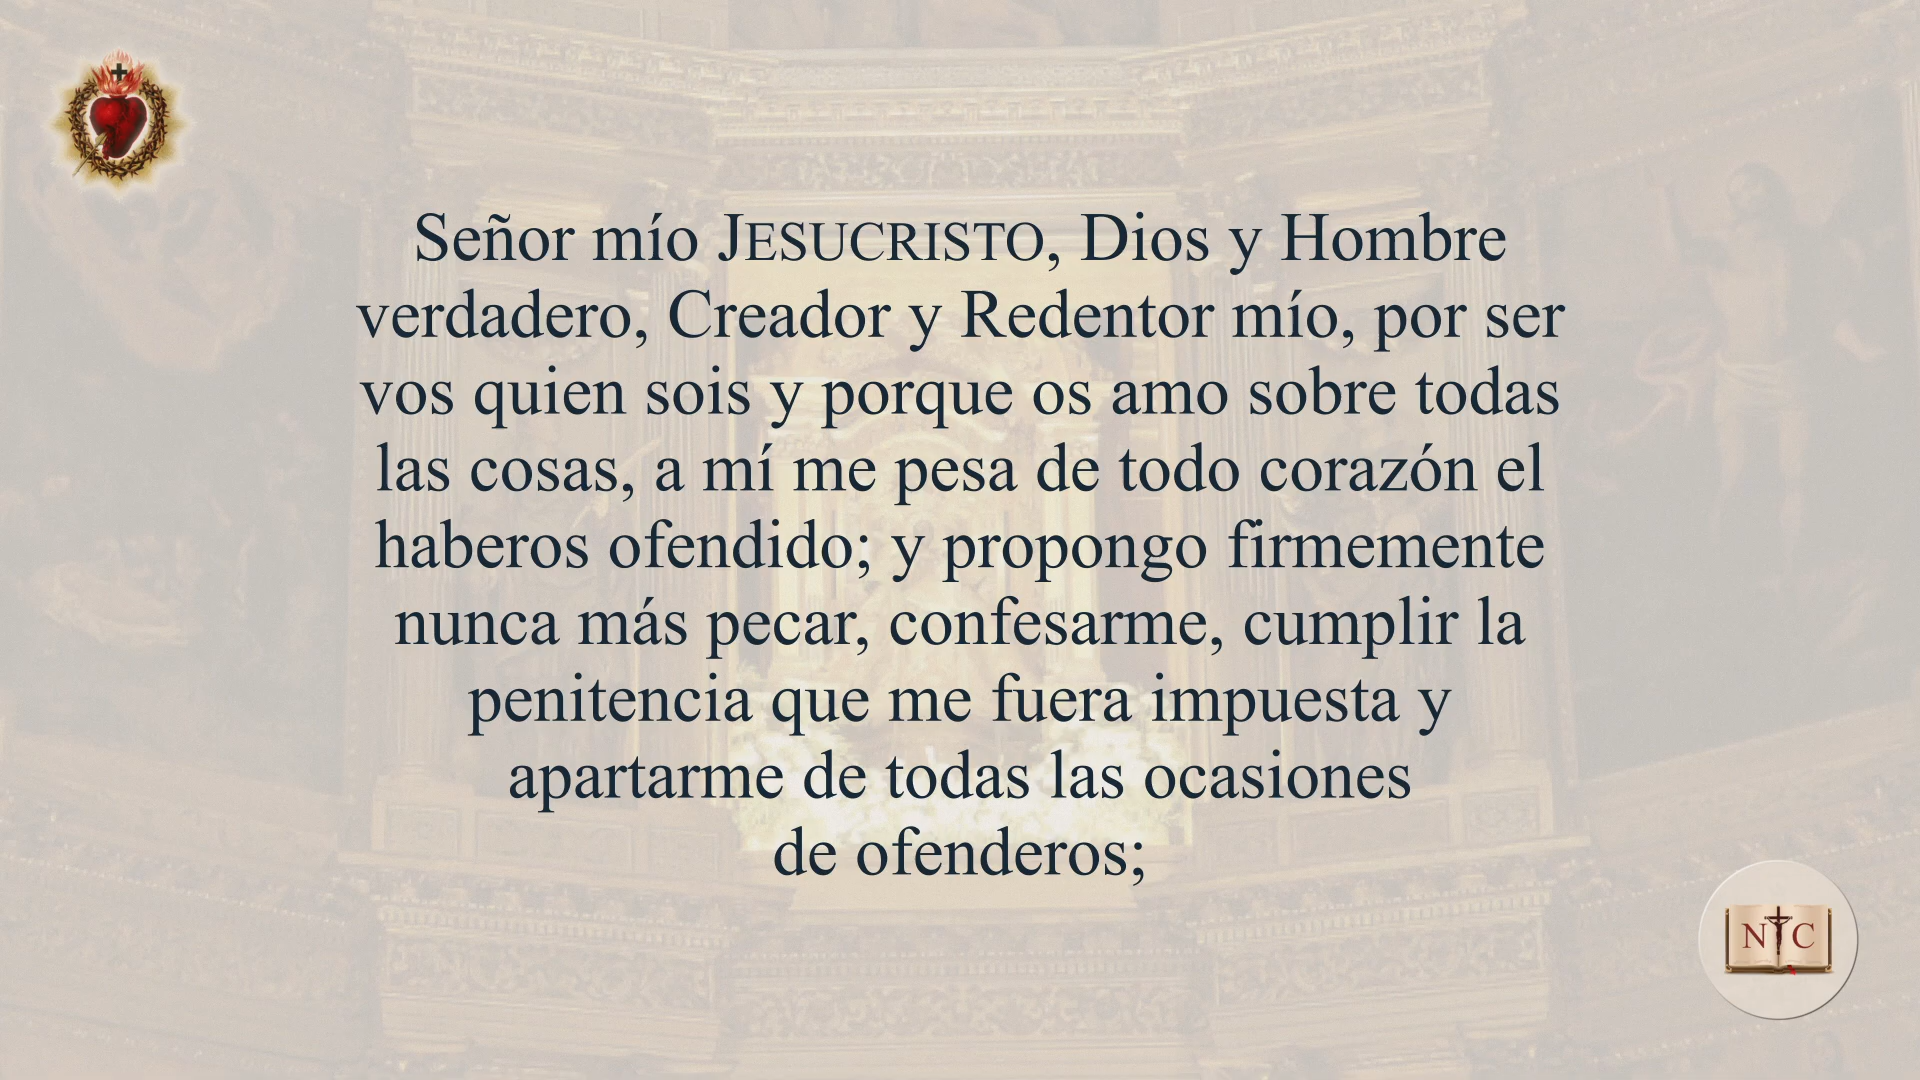 Señor mío JESUCRISTO, Dios y Hombre
verdadero, Creador y Redentor mío, por ser
vos quien sois y porque os amo sobre todas
las cosas, a mí me pesa de todo corazón el
haberos ofendido; y propongo firmemente
nunca más pecar, confesarme, cumplir la
penitencia que me fuera impuesta y
apartarme de todas las ocasiones
de ofenderos;
N C